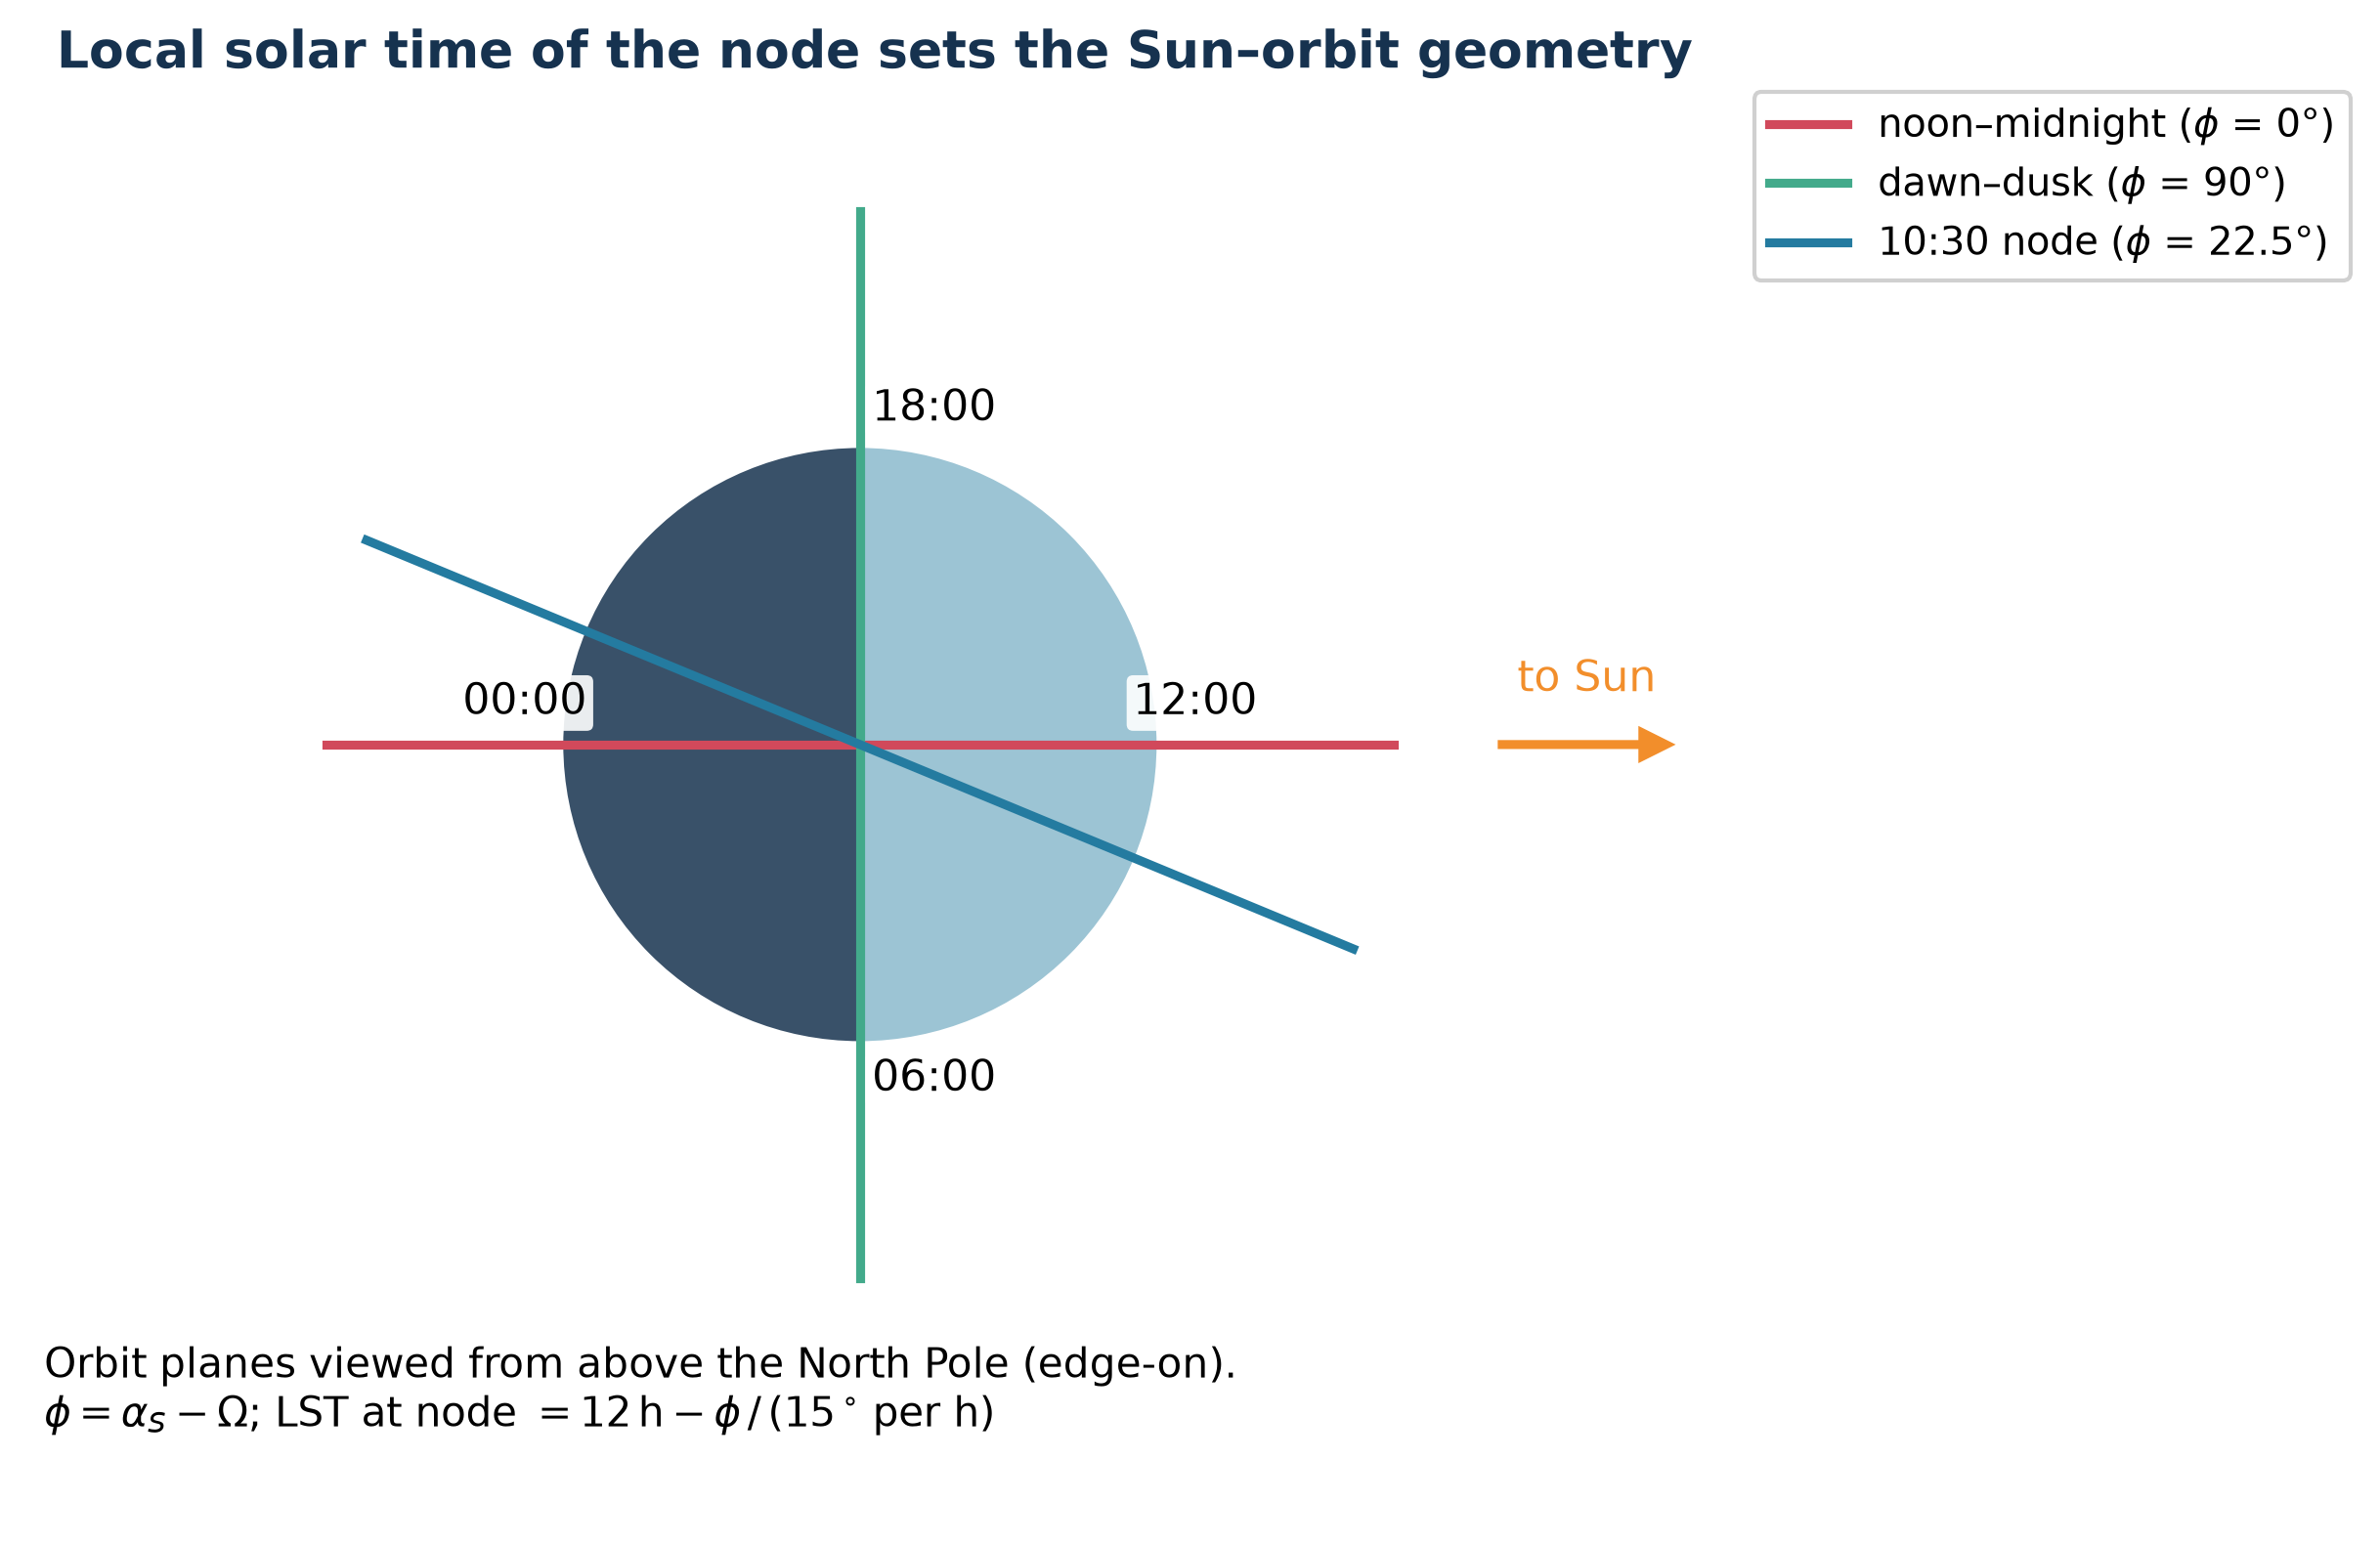 Local solar time of the node sets the Sun–orbit geometry
noon–midnight (ϕ = 0°)
dawn–dusk (ϕ = 90°)
10:30 node (ϕ = 22.5°)
18:00
to Sun
00:00
12:00
06:00
Orbit planes viewed from above the North Pole (edge-on).
ϕ = αₛ − Ω; LST at node = 12 h − ϕ/(15° per h)